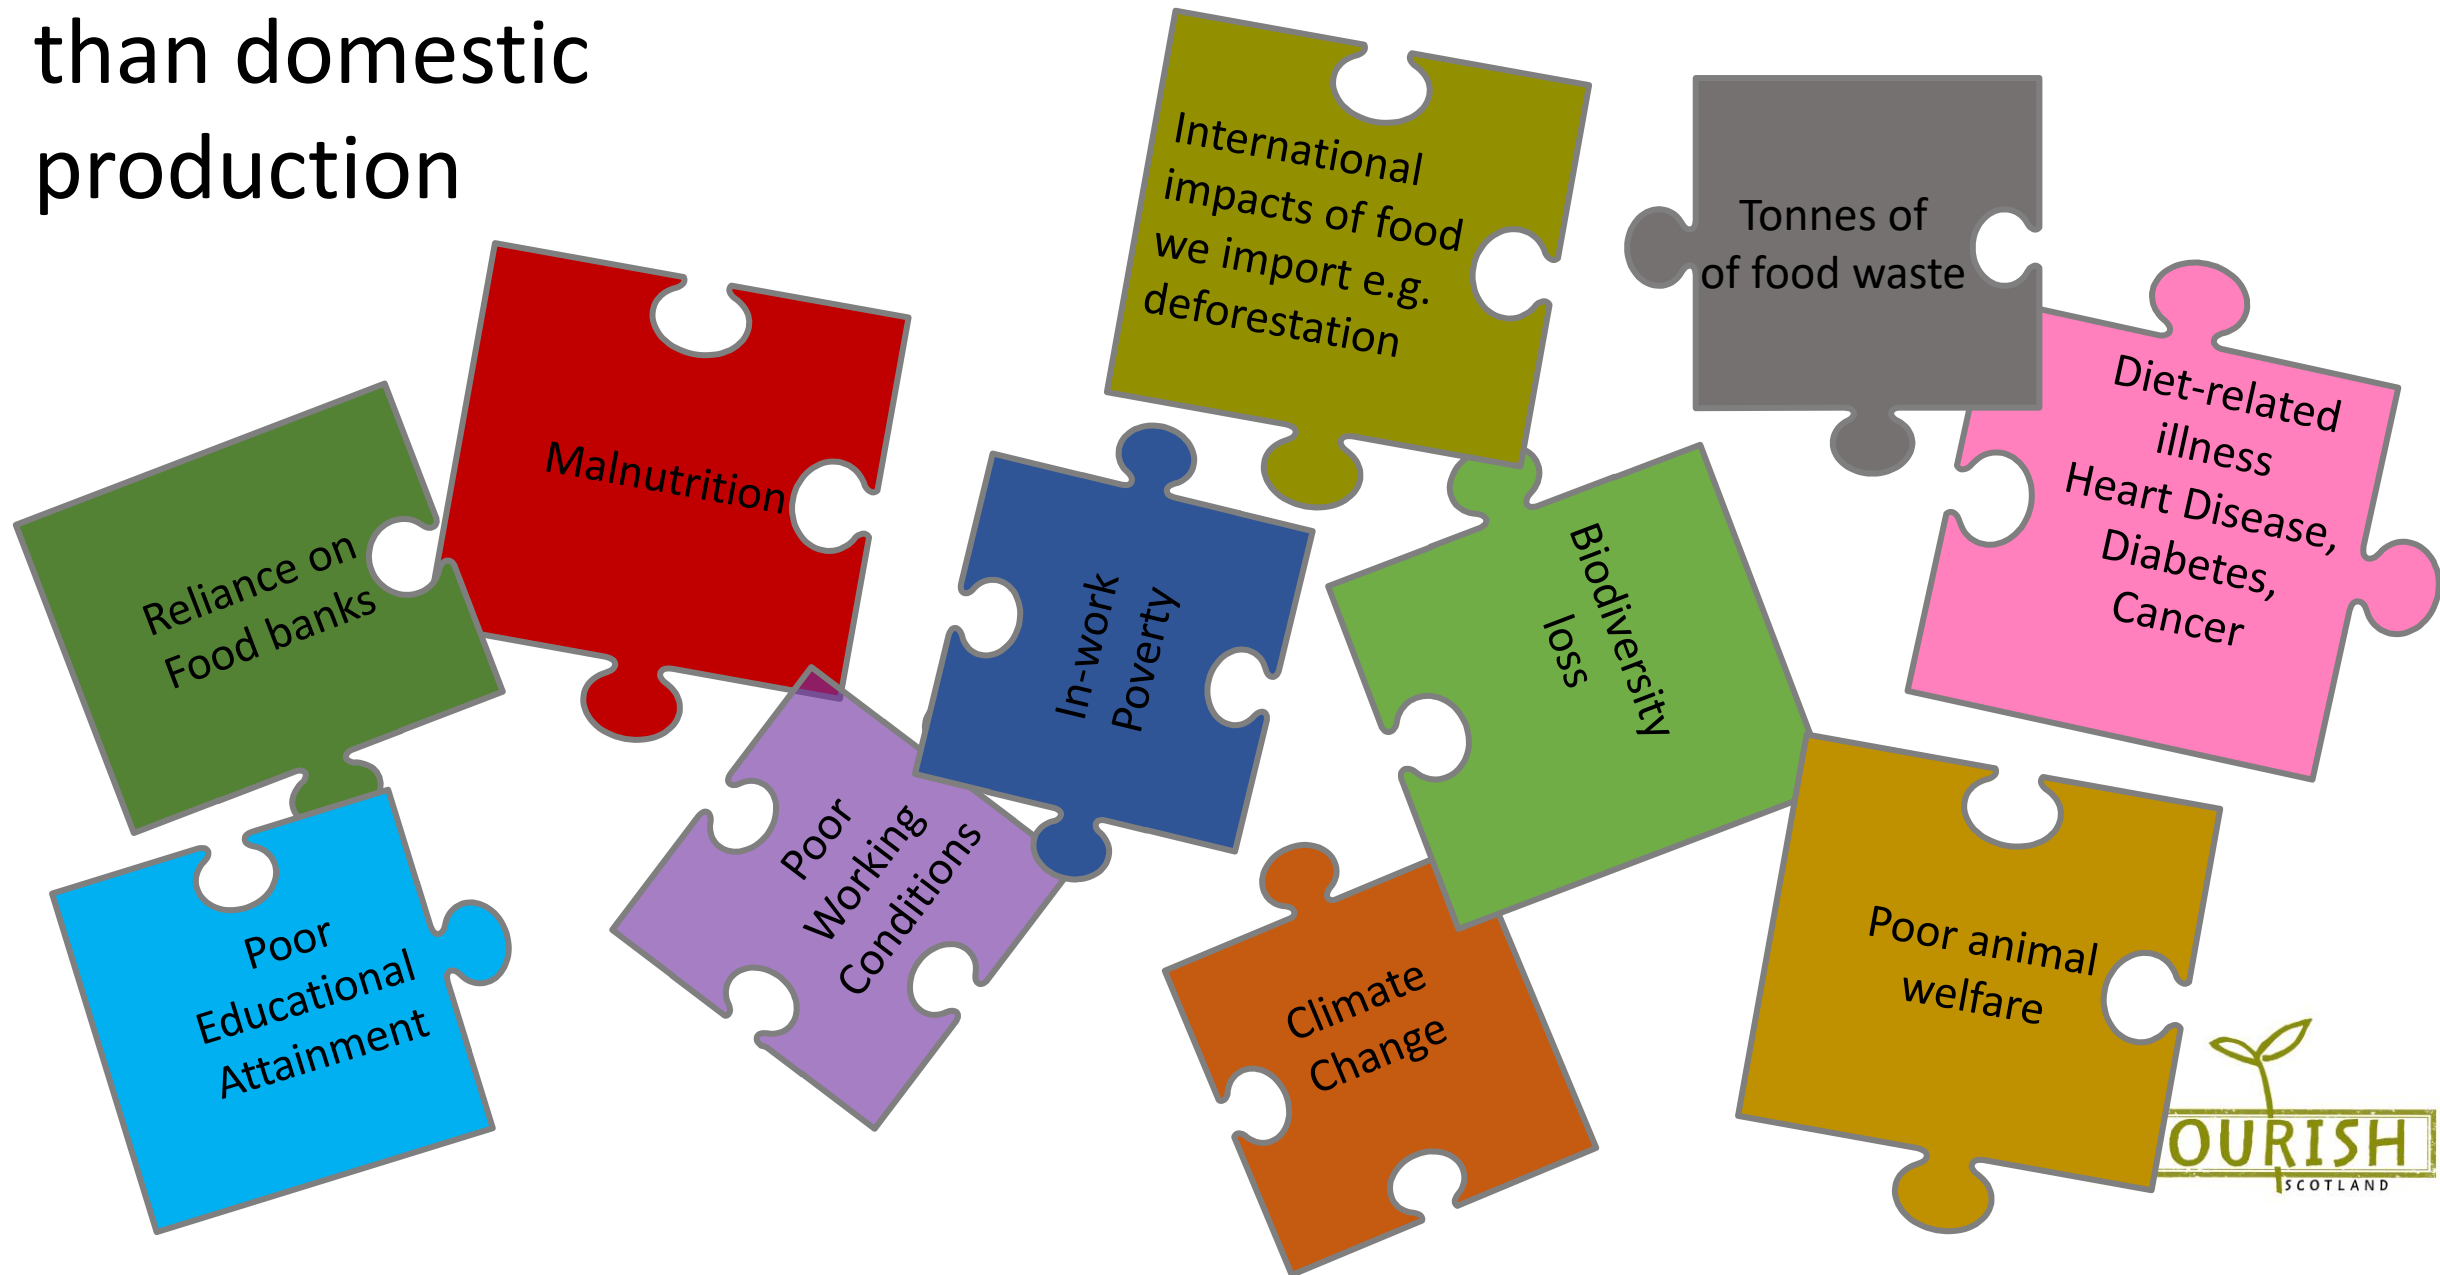 than domestic
production
International
impacts of food
we import e.g.
deforestation
Tonnes of
of food waste
Malnutrition
Diet-related
illness
Heart Disease,
Diabetes,
Cancer
Reliance on
Food banks
In-work
Poverty
Biodiversity
loss
Poor
Working
Conditions
Poor
Educational
Attainment
Climate
Change
Poor animal
welfare
OURISH
SCOTLAND